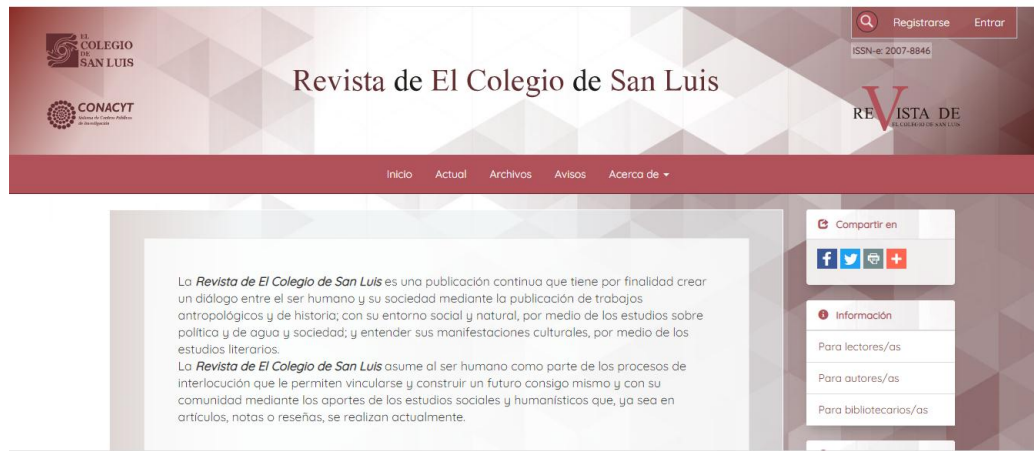 EL
COLEGIO
DE
SAN LUIS
CONACYT
Revista de El Colegio de San Luis
Registrarse Entrar
ISSN-e: 2007-8846
REVISTA DE
EL COLEGIO DE SAN LUIS
Inicio Actual Archivos Avisos Acerca de
La Revista de El Colegio de San Luis es una publicación continua que tiene por finalidad crear
un diálogo entre el ser humano y su sociedad mediante la publicación de trabajos
antropológicos y de historia; con su entorno social y natural, por medio de los estudios sobre
política y de agua y sociedad; y entender sus manifestaciones culturales, por medio de los
estudios literarios.
La Revista de El Colegio de San Luis asume al ser humano como parte de los procesos de
interlocución que le permiten vincularse y construir un futuro consigo mismo y con su
comunidad mediante los aportes de los estudios sociales y humanísticos que, ya sea en
artículos, notas o reseñas, se realizan actualmente.
Compartir en
Información
Para lectores/as
Para autores/as
Para bibliotecarios/as